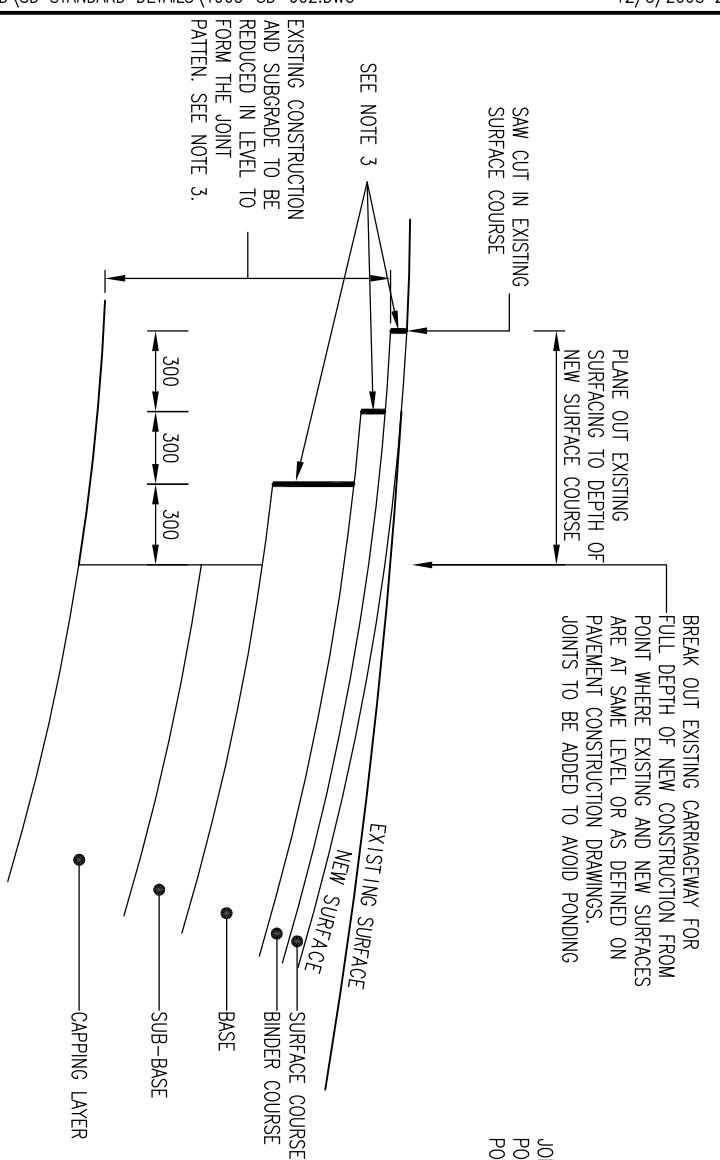 SAW CUT IN EXISTING
SURFACE COURSE
SEE NOTE 3
EXISTING CONSTRUCTION
AND SUBGRADE TO BE
REDUCED IN LEVEL TO
FORM THE JOINT
PATTEN. SEE NOTE 3.
PLANE OUT EXISTING
SURFACING TO DEPTH OF
NEW SURFACE COURSE
300
300
300
BREAK OUT EXISTING CARRIAGEWAY FOR
FULL DEPTH OF NEW CONSTRUCTION FROM
POINT WHERE EXISTING AND NEW SURFACES
ARE AT SAME LEVEL OR AS DEFINED ON
PAVEMENT CONSTRUCTION DRAWINGS.
JOINTS TO BE ADDED TO AVOID PONDING
EXISTING SURFACE
NEW SURFACE
SURFACE COURSE
BINDER COURSE
BASE
SUB-BASE
CAPPING LAYER